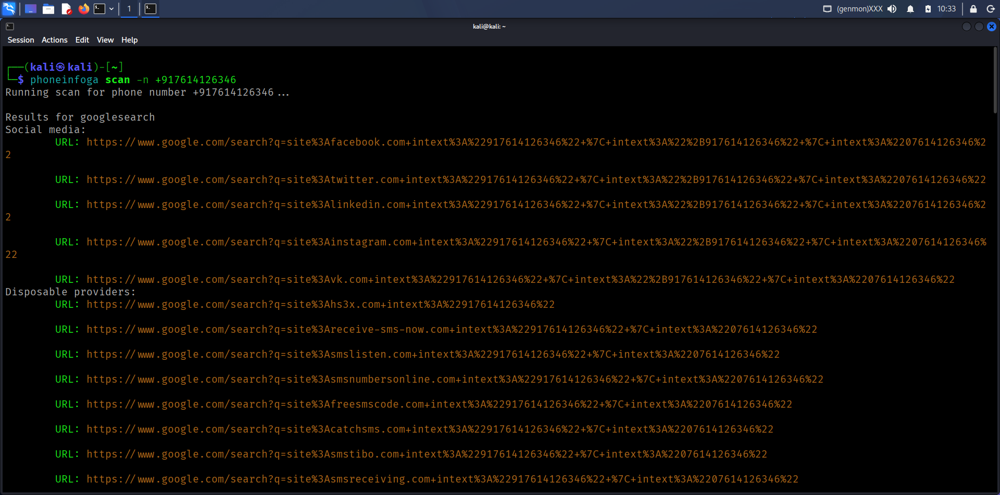 1
(genmon)XXX
10:33
kali@kali: ~
Session Actions Edit View Help
┌──(kali㉿kali)-[~]
└─$ phoneinfoga scan -n +917614126346
Running scan for phone number +917614126346...
Results for googlesearch
Social media:
URL: https://www.google.com/search?q=site%3Afacebook.com+intext%3A%22917614126346%22+%7C+intext%3A%22%2B917614126346%22+%7C+intext%3A%2207614126346%2
2
URL: https://www.google.com/search?q=site%3Atwitter.com+intext%3A%22917614126346%22+%7C+intext%3A%22%2B917614126346%22+%7C+intext%3A%2207614126346%22
URL: https://www.google.com/search?q=site%3Alinkedin.com+intext%3A%22917614126346%22+%7C+intext%3A%22%2B917614126346%22+%7C+intext%3A%2207614126346%2
2
URL: https://www.google.com/search?q=site%3Ainstagram.com+intext%3A%22917614126346%22+%7C+intext%3A%22%2B917614126346%22+%7C+intext%3A%2207614126346%
22
URL: https://www.google.com/search?q=site%3Avk.com+intext%3A%22917614126346%22+%7C+intext%3A%22%2B917614126346%22+%7C+intext%3A%2207614126346%22
Disposable providers:
URL: https://www.google.com/search?q=site%3Ahs3x.com+intext%3A%22917614126346%22
URL: https://www.google.com/search?q=site%3Areceive-sms-now.com+intext%3A%22917614126346%22+%7C+intext%3A%2207614126346%22
URL: https://www.google.com/search?q=site%3Asmslisten.com+intext%3A%22917614126346%22+%7C+intext%3A%2207614126346%22
URL: https://www.google.com/search?q=site%3Asmsnumbersonline.com+intext%3A%22917614126346%22+%7C+intext%3A%2207614126346%22
URL: https://www.google.com/search?q=site%3Afreesmscode.com+intext%3A%22917614126346%22+%7C+intext%3A%2207614126346%22
URL: https://www.google.com/search?q=site%3Acatchsms.com+intext%3A%22917614126346%22+%7C+intext%3A%2207614126346%22
URL: https://www.google.com/search?q=site%3Asmstibo.com+intext%3A%22917614126346%22+%7C+intext%3A%2207614126346%22
URL: https://www.google.com/search?q=site%3Asmsreceiving.com+intext%3A%22917614126346%22+%7C+intext%3A%2207614126346%22